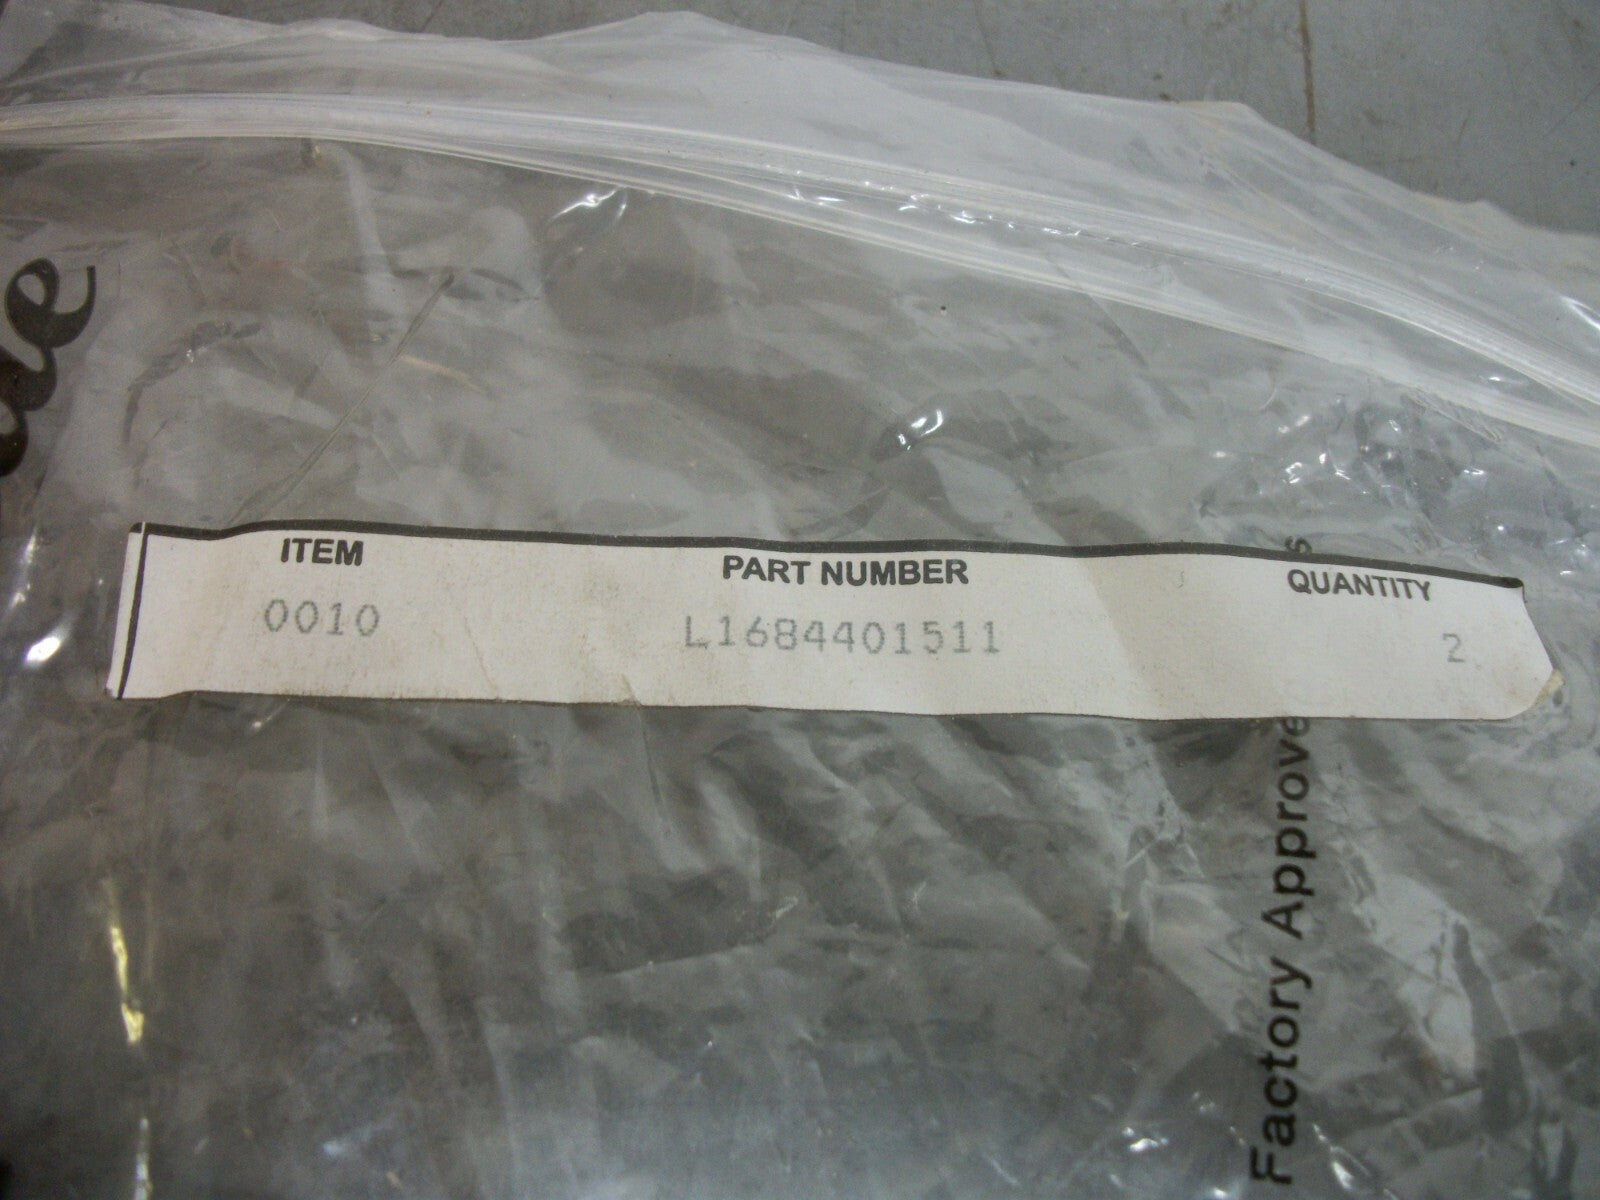 ITEM PART NUMBER QUANTITY
0010 L1684401511 2
Factory Approve
s